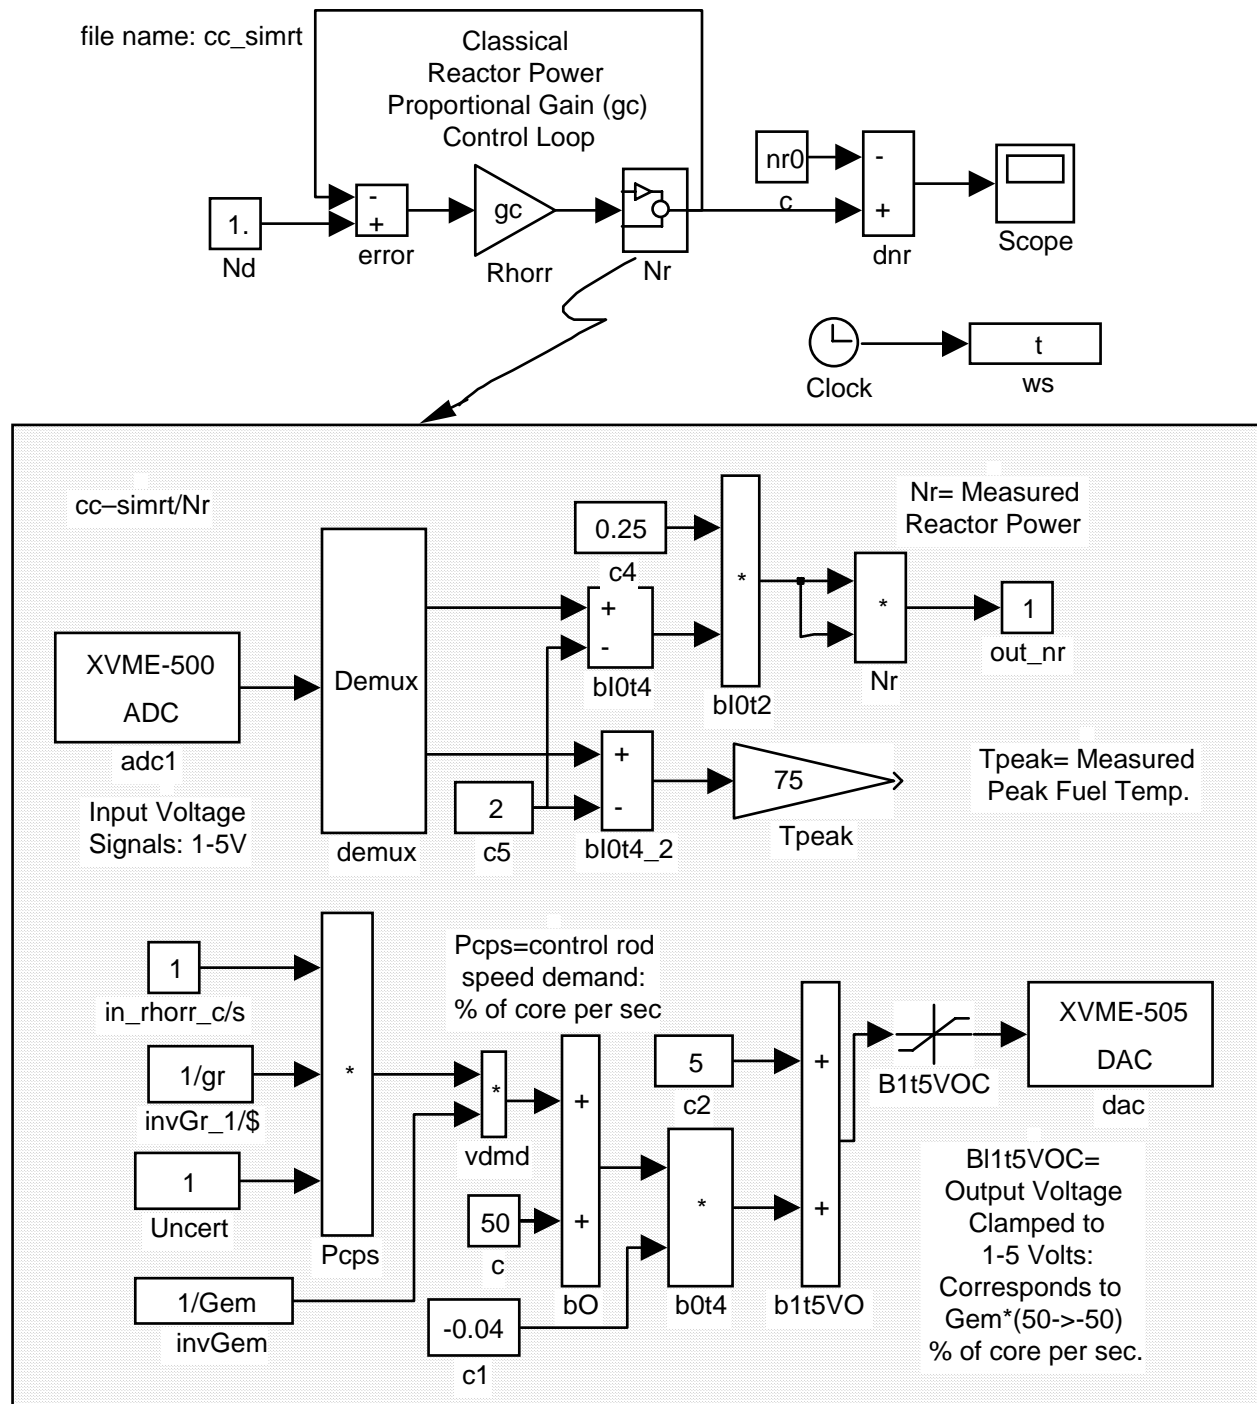 file name: cc_simrt
Classical
Reactor Power
Proportional Gain (gc)
Control Loop
nr0
c
-
+
dnr
Scope
1.
Nd
-
+
error
gc
Rhorr
Nr
Clock
t
ws
cc–simrt/Nr
Nr= Measured
Reactor Power
0.25
c4
*
bI0t2
+
-
bI0t4
*
Nr
1
out_nr
XVME-500
ADC
adc1
Input Voltage
Signals: 1-5V
Demux
demux
2
c5
+
-
bI0t4_2
75
Tpeak
Tpeak= Measured
Peak Fuel Temp.
1
in_rhorr_c/s
1/gr
invGr_1/$
1
Uncert
*
Pcps
1/Gem
invGem
Pcps=control rod
speed demand:
% of core per sec
*
vdmd
50
c
+
+
bO
-0.04
c1
5
c2
*
b0t4
+
+
b1t5VO
B1t5VOC
XVME-505
DAC
dac
Bl1t5VOC=
Output Voltage
Clamped to
1-5 Volts:
Corresponds to
Gem*(50->-50)
% of core per sec.